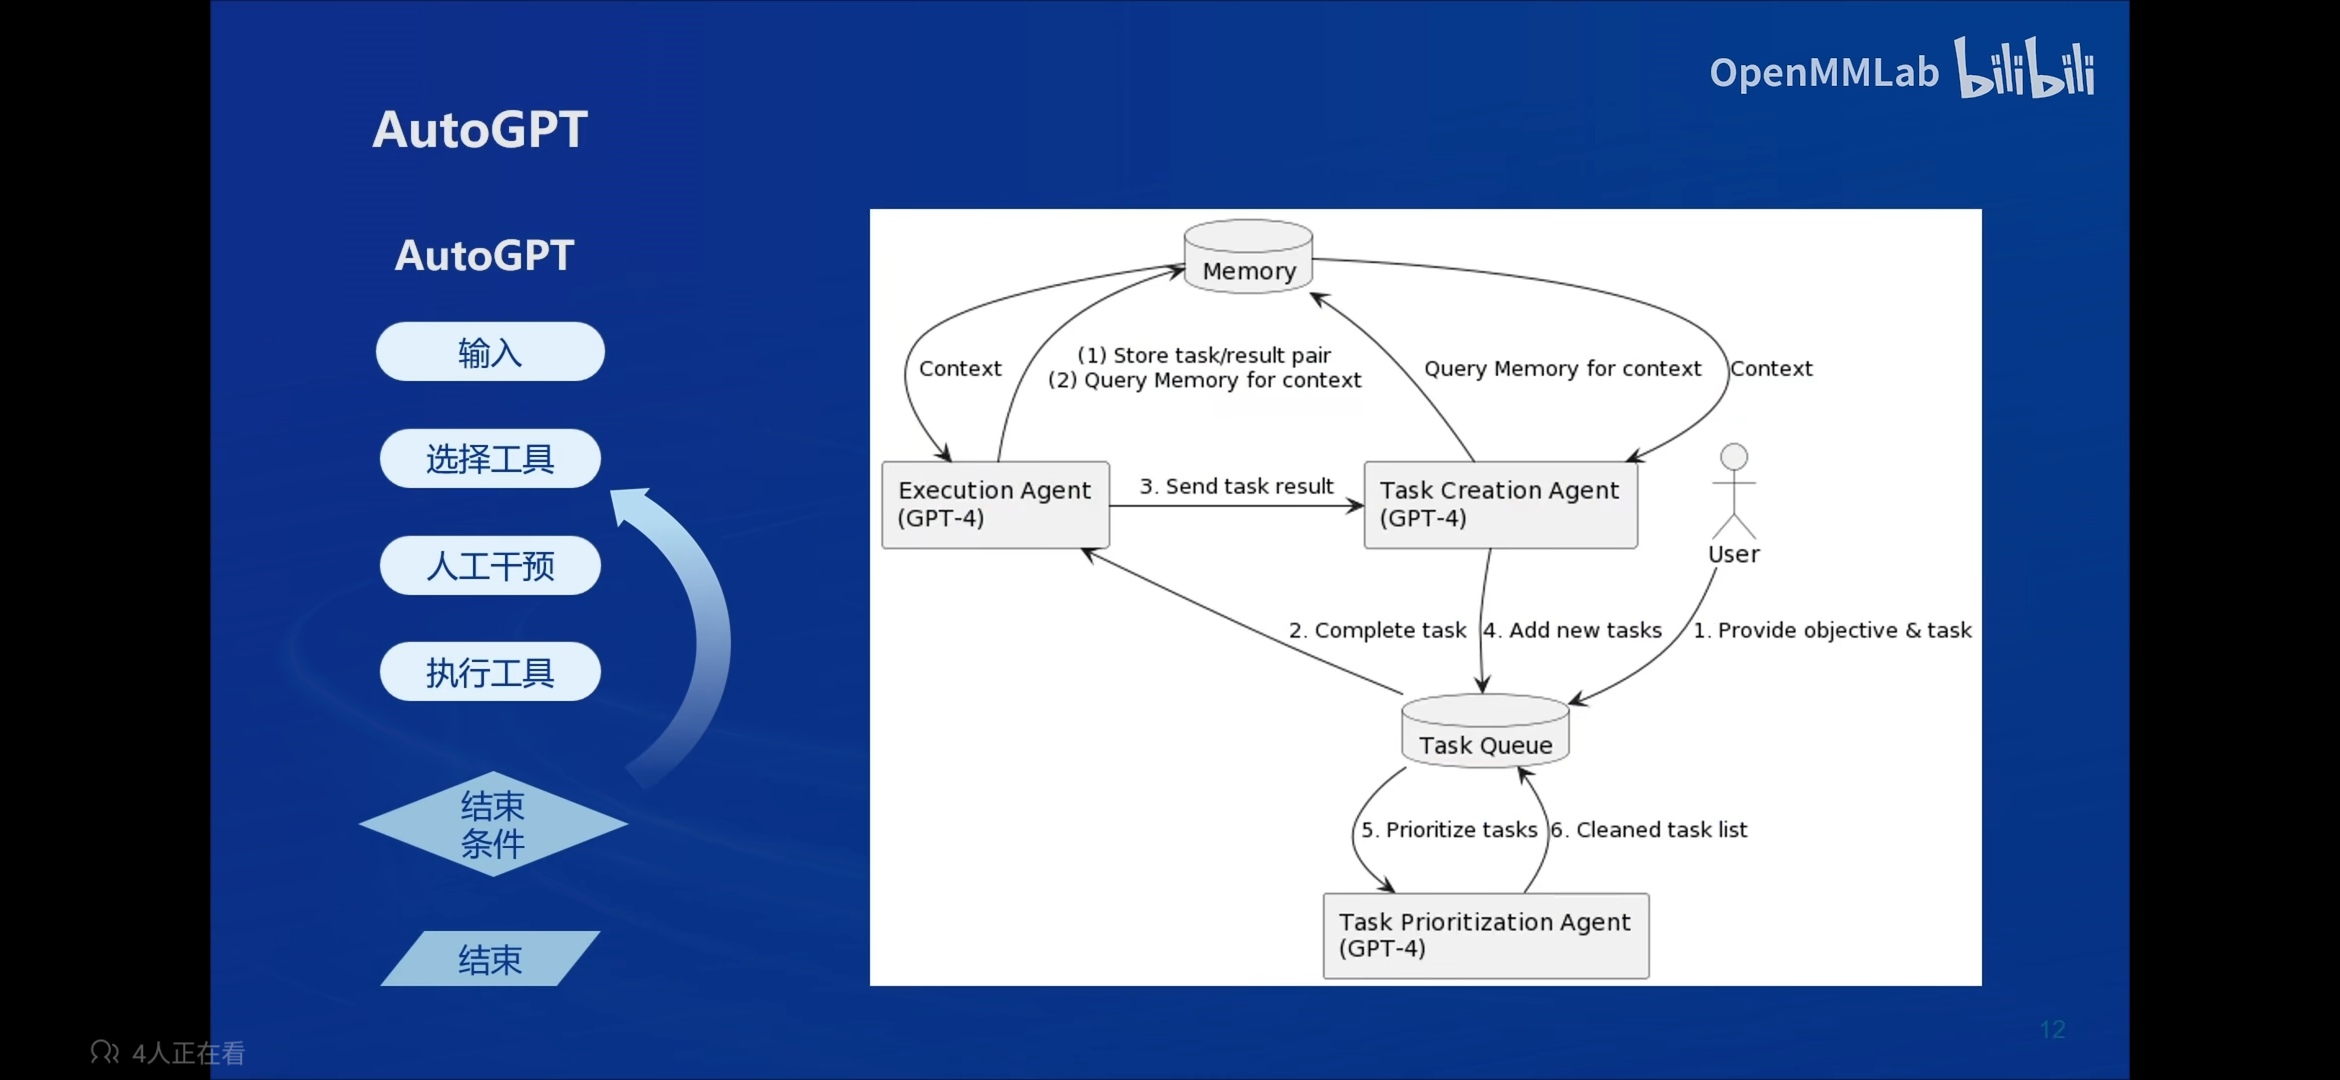 OpenMMLab bilibili
AutoGPT
AutoGPT
输入
选择工具
人工干预
执行工具
结束
条件
结束
Memory
Context
(1) Store task/result pair
(2) Query Memory for context
Query Memory for context
Context
Execution Agent
(GPT-4)
3. Send task result
Task Creation Agent
(GPT-4)
User
2. Complete task
4. Add new tasks
1. Provide objective & task
Task Queue
5. Prioritize tasks
6. Cleaned task list
Task Prioritization Agent
(GPT-4)
12
4人正在看